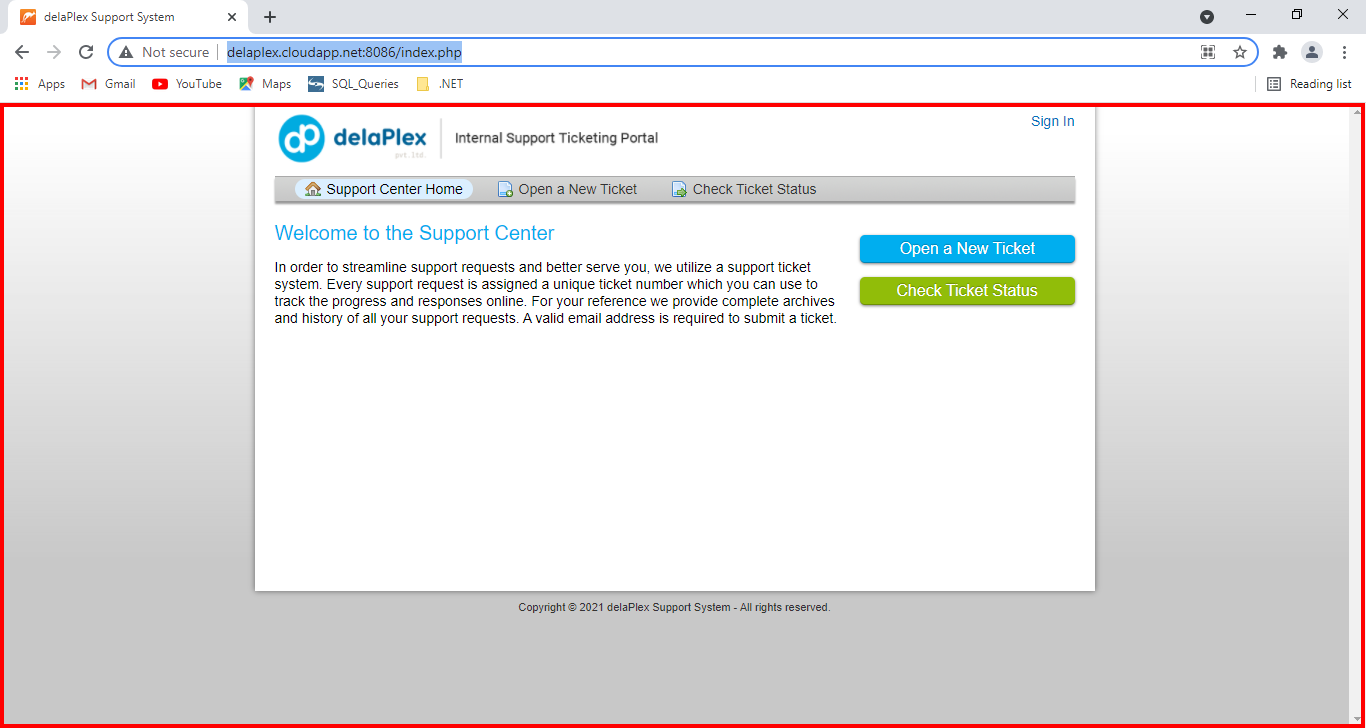 delaPlex Support System
Not secure
delaplex.cloudapp.net:8086/index.php
Apps Gmail YouTube Maps SQL_Queries .NET Reading list
dp delaPlex pvt.ltd. Internal Support Ticketing Portal Sign In
Support Center Home Open a New Ticket Check Ticket Status
Welcome to the Support Center
In order to streamline support requests and better serve you, we utilize a support ticket
system. Every support request is assigned a unique ticket number which you can use to
track the progress and responses online. For your reference we provide complete archives
and history of all your support requests. A valid email address is required to submit a ticket.
Open a New Ticket
Check Ticket Status
Copyright © 2021 delaPlex Support System - All rights reserved.